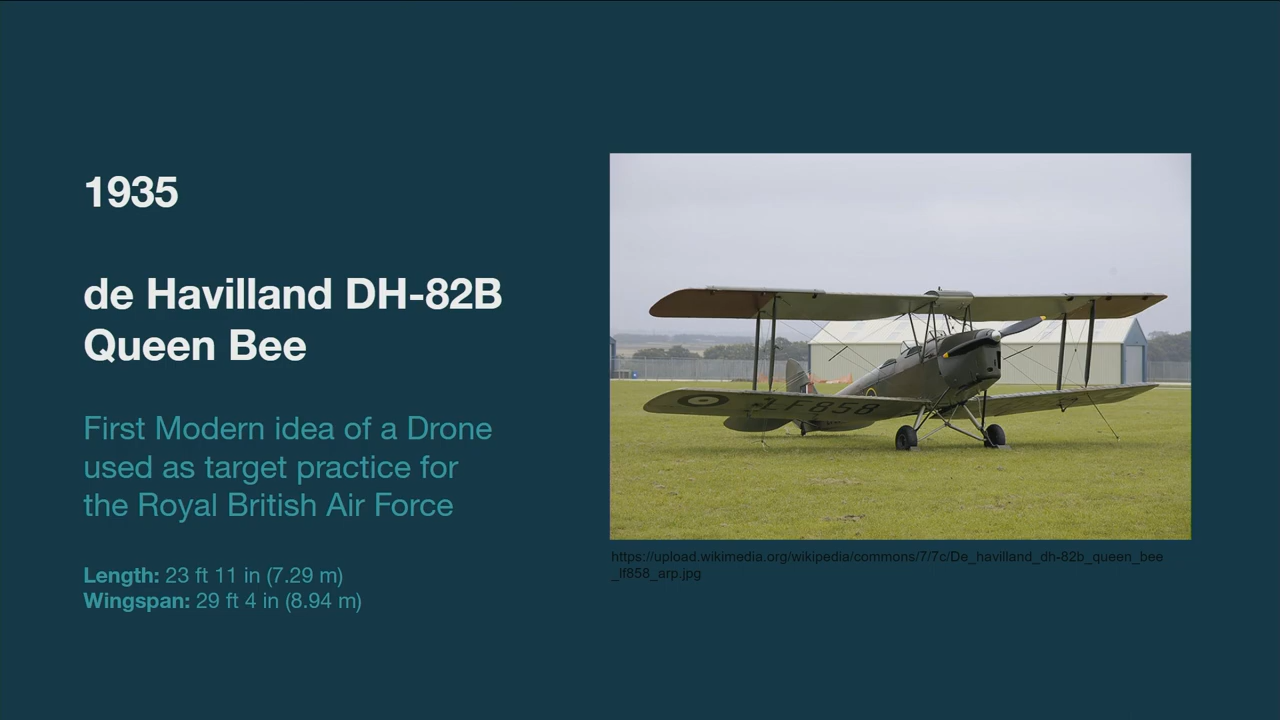 1935
de Havilland DH-82B
Queen Bee
First Modern idea of a Drone
used as target practice for
the Royal British Air Force
Length: 23 ft 11 in (7.29 m)
Wingspan: 29 ft 4 in (8.94 m)
LF858
https://upload.wikimedia.org/wikipedia/commons/7/7c/De_havilland_dh-82b_queen_bee
_lf858_arp.jpg